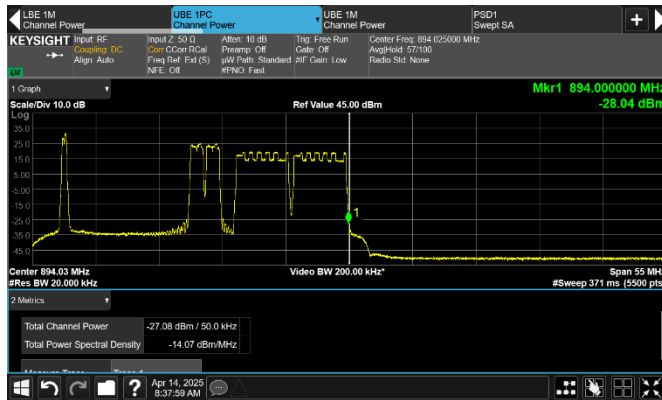 LBE 1M
Channel Power
UBE 1PC
Channel Power
UBE 1M
Channel Power
PSD1
Swept SA
KEYSIGHT
Input: RF
Coupling: DC
Align: Auto
Input Z: 50 Ω
Corr CCorr RCal
Freq Ref: Ext (S)
NFE: Off
Atten: 10 dB
Preamp: Off
µW Path: Standard
#PNO: Fast
Trig: Free Run
Gate: Off
#IF Gain: Low
Center Freq: 894.025000 MHz
Avg|Hold: 57/100
Radio Std: None
1 Graph
Mkr1 894.000000 MHz
Scale/Div 10.0 dB
Ref Value 45.00 dBm
-28.04 dBm
Log
35.0
25.0
15.0
5.00
-5.00
-15.0
-25.0
-35.0
-45.0
1
Center 894.03 MHz
Video BW 200.00 kHz*
Span 55 MHz
#Res BW 20.000 kHz
#Sweep 371 ms (5500 pts
2 Metrics
Total Channel Power
-27.08 dBm / 50.0 kHz
Total Power Spectral Density
-14.07 dBm/MHz
?
Apr 14, 2025
8:37:59 AM